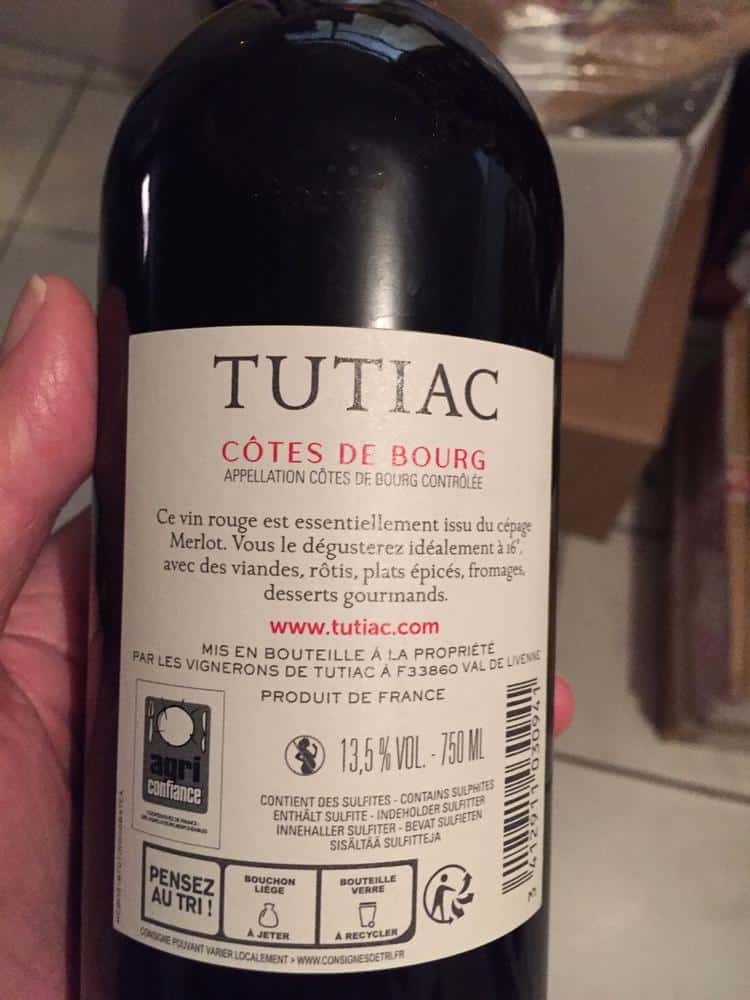 TUTIAC
CÔTES DE BOURG
APPELLATION CÔTES DE BOURG CONTRÔLÉE
Ce vin rouge est essentiellement issu du cépage
Merlot. Vous le dégusterez idéalement à 16°,
avec des viandes, rôtis, plats épicés, fromages,
desserts gourmands.
www.tutiac.com
MIS EN BOUTEILLE À LA PROPRIÉTÉ
PAR LES VIGNERONS DE TUTIAC À F33860 VAL DE LIVENNE
PRODUIT DE FRANCE
agri
confiance
13,5 % VOL. - 750 ML
CONTIENT DES SULFITES - CONTAINS SULPHITES
ENTHÄLT SULFITE - INDEHOLDER SULFITTER
INNEHALLER SULFITER - BEVAT SULFIETEN
SISÄLTÄÄ SULFITTEJA
3 412911 030941
PENSEZ
AU TRI !
BOUCHON
LIÈGE
À JETER
BOUTEILLE
VERRE
À RECYCLER
CONSIGNE POUVANT VARIER LOCALEMENT > WWW.CONSIGNESDETRI.FR